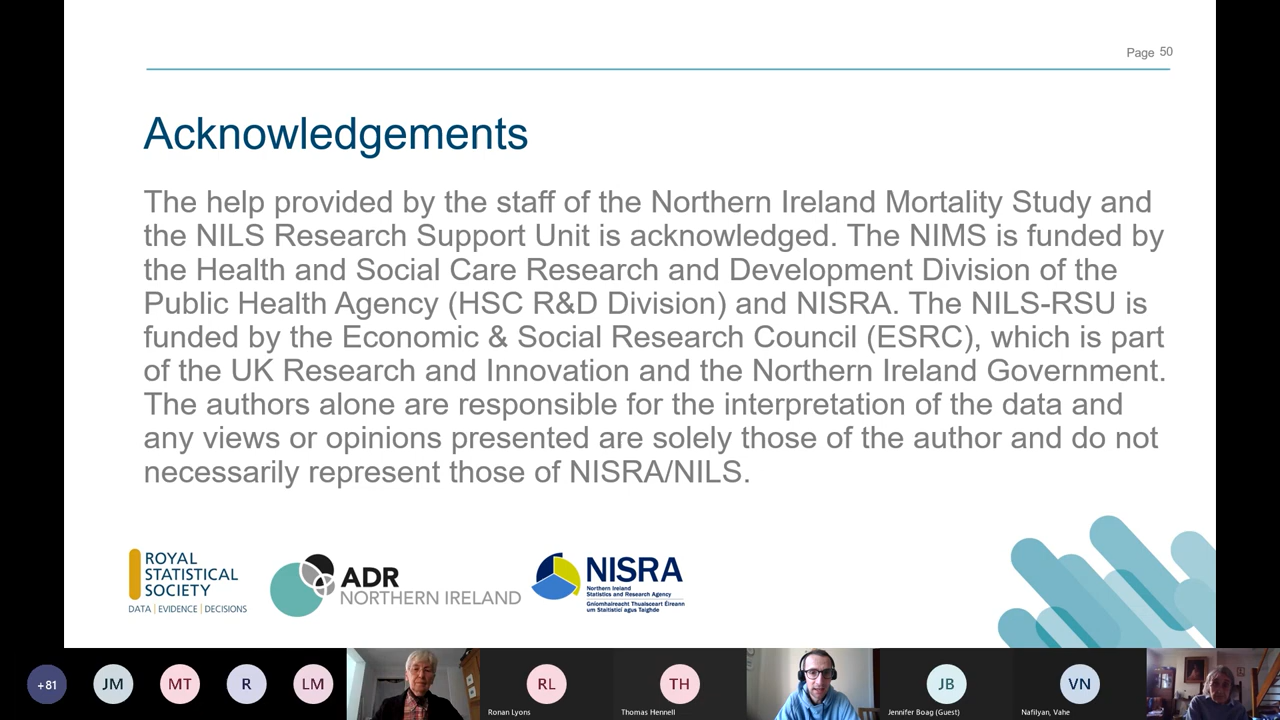 Page 50
Acknowledgements
The help provided by the staff of the Northern Ireland Mortality Study and
the NILS Research Support Unit is acknowledged. The NIMS is funded by
the Health and Social Care Research and Development Division of the
Public Health Agency (HSC R&D Division) and NISRA. The NILS-RSU is
funded by the Economic & Social Research Council (ESRC), which is part
of the UK Research and Innovation and the Northern Ireland Government.
The authors alone are responsible for the interpretation of the data and
any views or opinions presented are solely those of the author and do not
necessarily represent those of NISRA/NILS.
ROYAL
STATISTICAL
SOCIETY
DATA | EVIDENCE | DECISIONS
ADR
NORTHERN IRELAND
NISRA
Northern Ireland
Statistics and Research Agency
Gníomhaireacht Thuaisceart Éireann
um Staitisticí agus Taighde
+81
JM
MT
R
LM
RL
Ronan Lyons
TH
Thomas Hennell
JB
Jennifer Boag (Guest)
VN
Nafilyan, Vahe